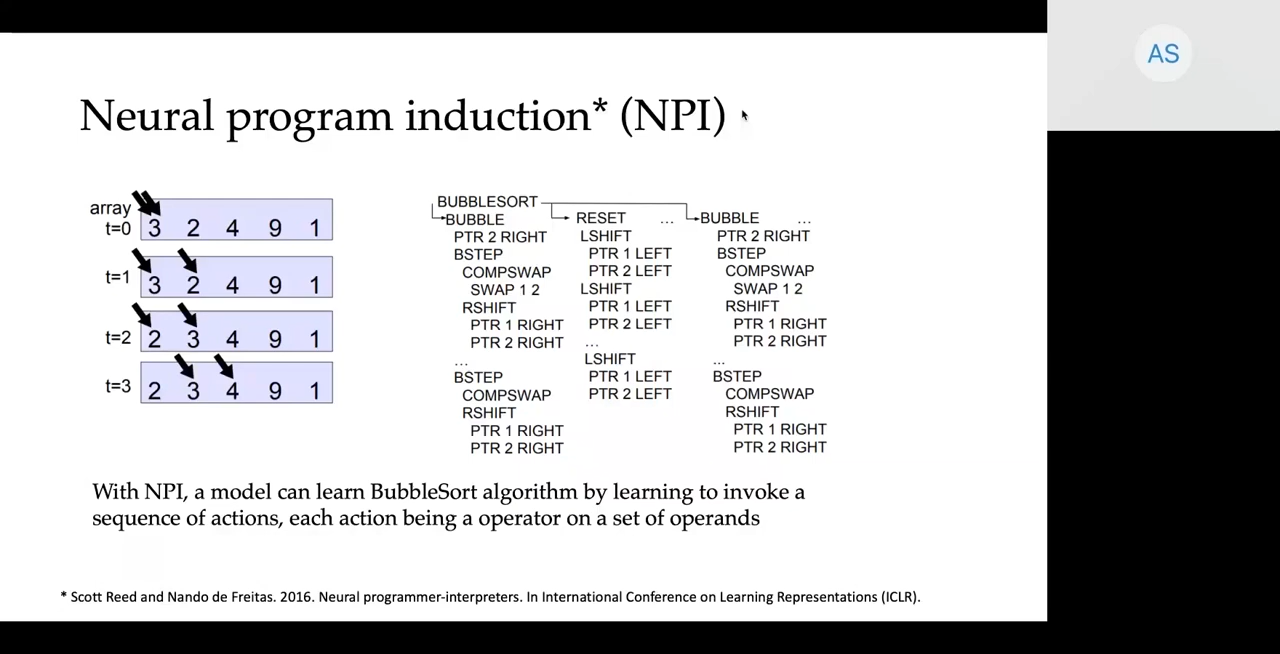 AS
Neural program induction* (NPI)
array
t=0
3 2 4 9 1
t=1
3 2 4 9 1
t=2
2 3 4 9 1
t=3
2 3 4 9 1
BUBBLESORT
BUBBLE
PTR 2 RIGHT
BSTEP
COMPSWAP
SWAP 1 2
RSHIFT
PTR 1 RIGHT
PTR 2 RIGHT
...
BSTEP
COMPSWAP
RSHIFT
PTR 1 RIGHT
PTR 2 RIGHT
RESET ...
LSHIFT
PTR 1 LEFT
PTR 2 LEFT
LSHIFT
PTR 1 LEFT
PTR 2 LEFT
...
LSHIFT
PTR 1 LEFT
PTR 2 LEFT
BUBBLE ...
PTR 2 RIGHT
BSTEP
COMPSWAP
SWAP 1 2
RSHIFT
PTR 1 RIGHT
PTR 2 RIGHT
...
BSTEP
COMPSWAP
RSHIFT
PTR 1 RIGHT
PTR 2 RIGHT
With NPI, a model can learn BubbleSort algorithm by learning to invoke a
sequence of actions, each action being a operator on a set of operands
* Scott Reed and Nando de Freitas. 2016. Neural programmer-interpreters. In International Conference on Learning Representations (ICLR).